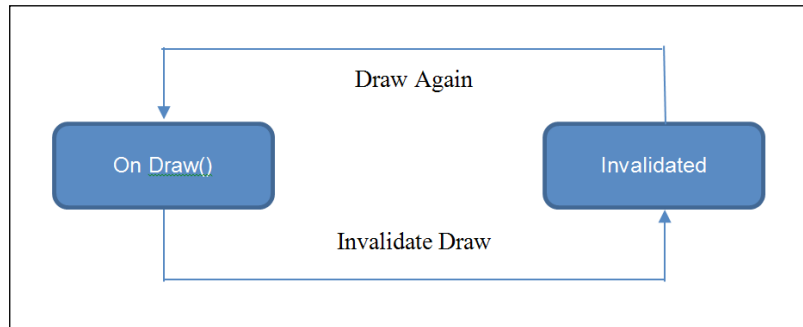 Draw Again
On Draw()
Invalidated
Invalidate Draw